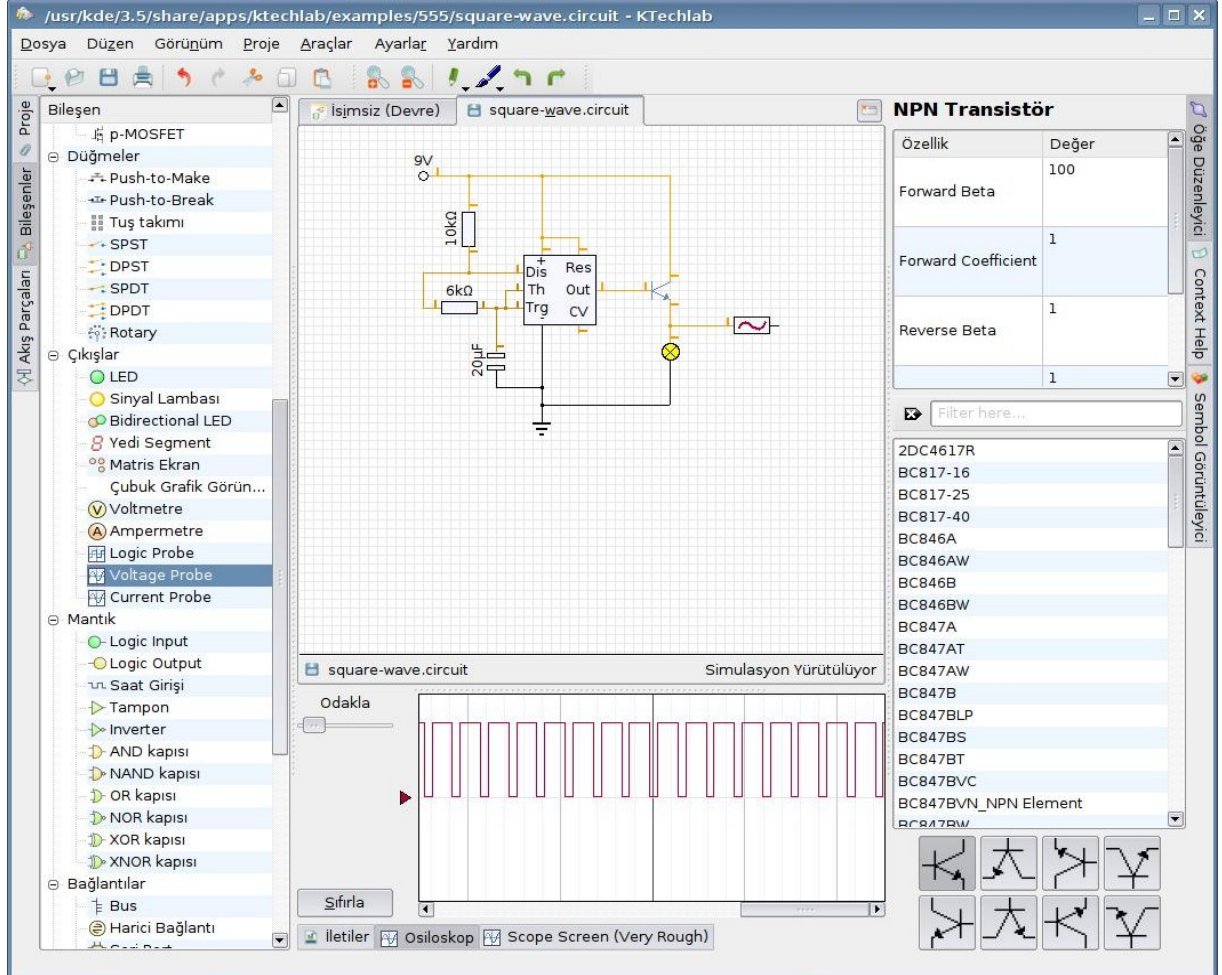 /usr/kde/3.5/share/apps/ktechlab/examples/555/square-wave.circuit - KTechlab
Dosya Düzen Görünüm Proje Araçlar Ayarlar Yardım
Proje
Bileşenler
Akış Parçaları
Bileşen
p-MOSFET
Düğmeler
Push-to-Make
Push-to-Break
Tuş takımı
SPST
DPST
SPDT
DPDT
Rotary
Çıkışlar
LED
Sinyal Lambası
Bidirectional LED
Yedi Segment
Matris Ekran
Çubuk Grafik Görün...
Voltmetre
Ampermetre
Logic Probe
Voltage Probe
Current Probe
Mantık
Logic Input
Logic Output
Saat Girişi
Tampon
Inverter
AND kapısı
NAND kapısı
OR kapısı
NOR kapısı
XOR kapısı
XNOR kapısı
Bağlantılar
Bus
Harici Bağlantı
İsimsiz (Devre)
square-wave.circuit
9V
10kΩ
6kΩ
20µF
+
Dis Res
Th Out
Trg CV
-
square-wave.circuit
Simulasyon Yürütülüyor
Odakla
Sıfırla
İletiler
Osiloskop
Scope Screen (Very Rough)
NPN Transistör
Özellik Değer
Forward Beta 100
Forward Coefficient 1
Reverse Beta 1
1
Filter here...
2DC4617R
BC817-16
BC817-25
BC817-40
BC846A
BC846AW
BC846B
BC846BW
BC847A
BC847AT
BC847AW
BC847B
BC847BLP
BC847BS
BC847BT
BC847BVC
BC847BVN_NPN Element
BC847BW
Öğe Düzenleyici
Context Help
Sembol Görüntüleyici